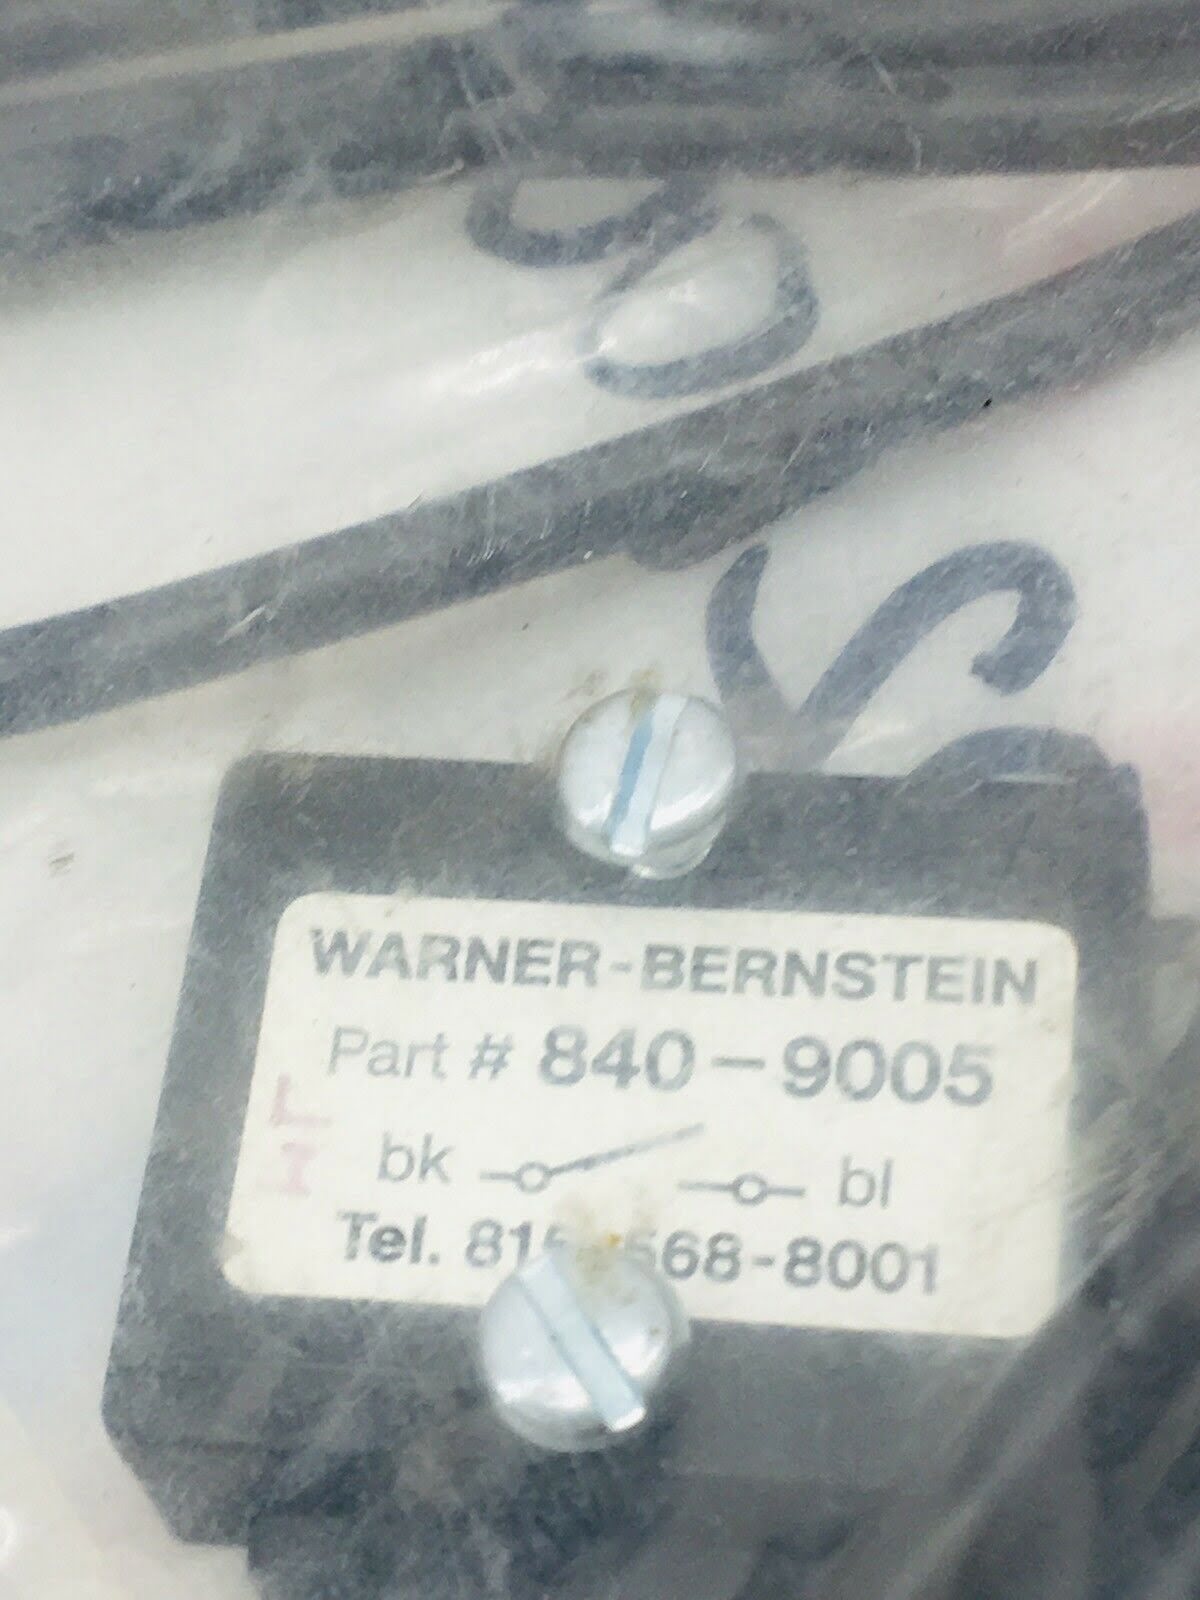 WARNER-BERNSTEIN
Part # 840-9005
bk bl
Tel. 568-8001